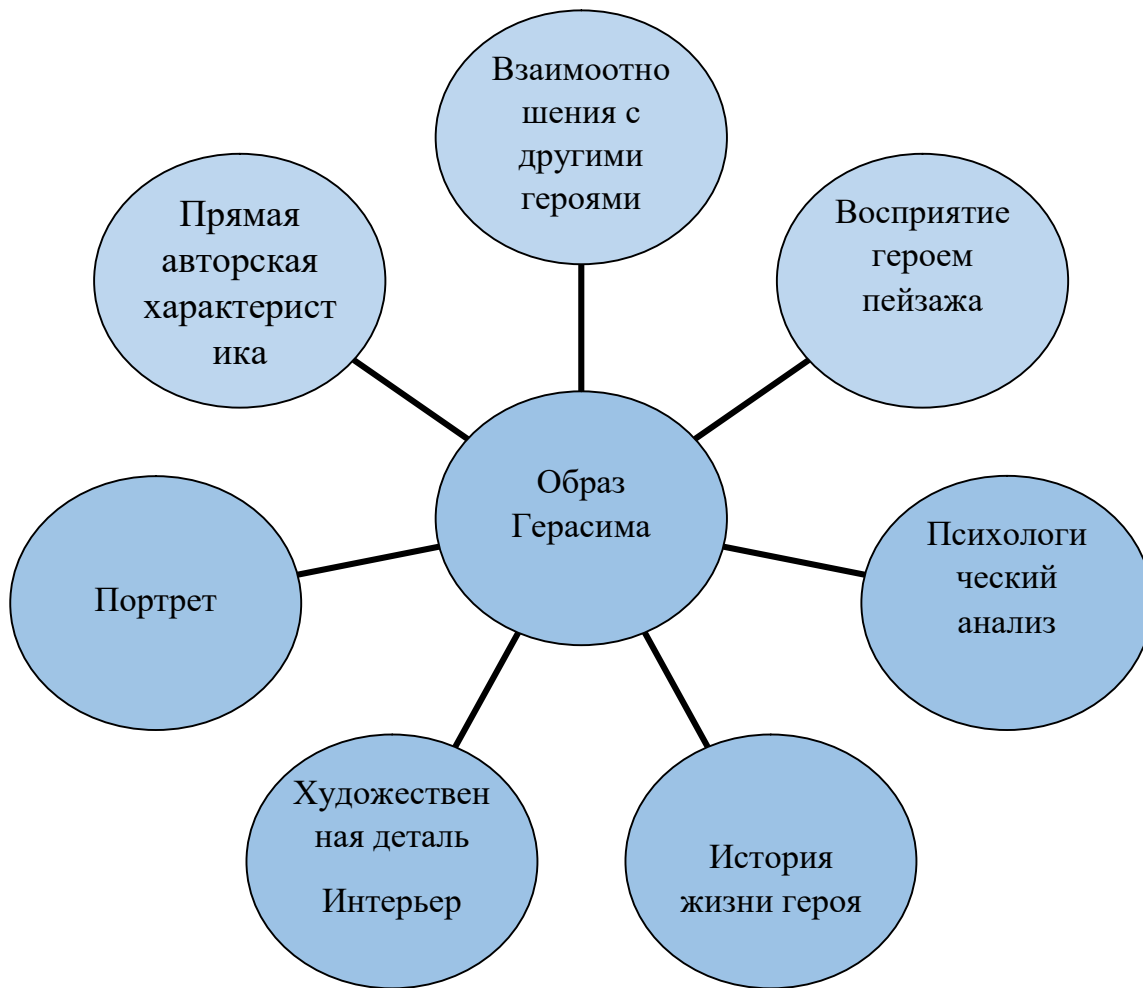 Взаимоотно
шения с
другими
героями
Прямая
авторская
характерист
ика
Восприятие
героем
пейзажа
Образ
Герасима
Портрет
Психологи
ческий
анализ
Художествен
ная деталь
Интерьер
История
жизни героя